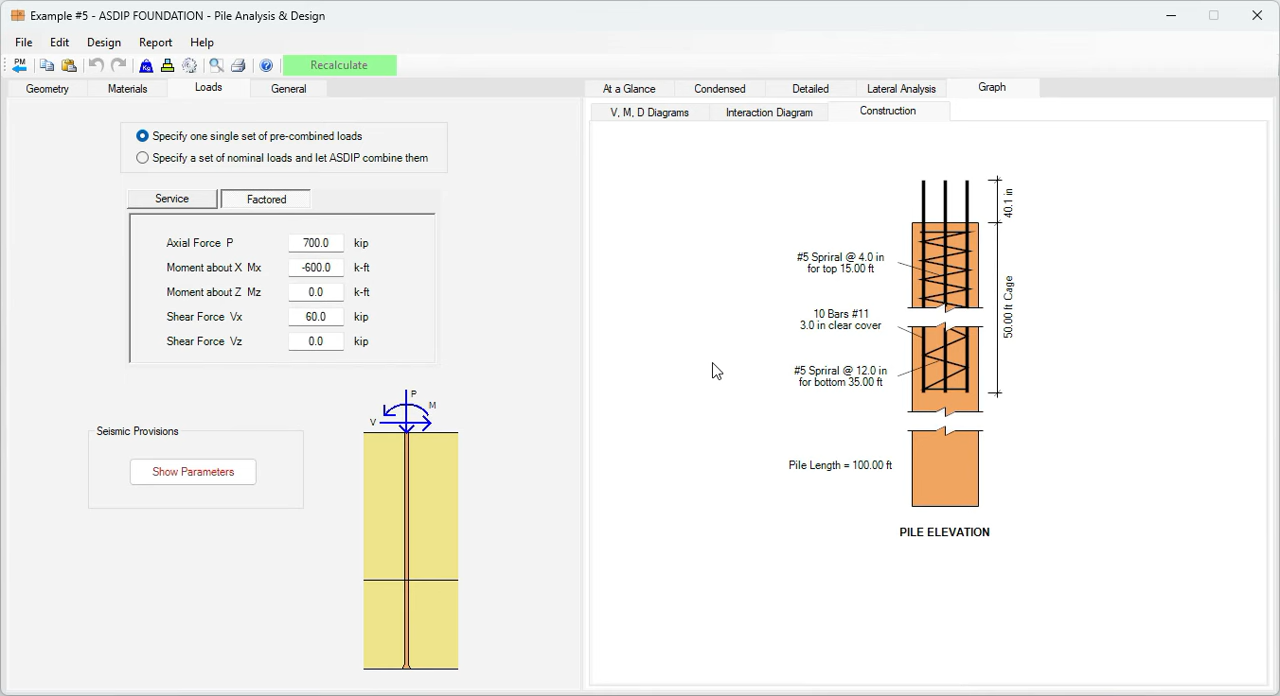 Example #5 - ASDIP FOUNDATION - Pile Analysis & Design
File Edit Design Report Help
PM Kg Recalculate
Geometry Materials Loads General
At a Glance Condensed Detailed Lateral Analysis Graph
V, M, D Diagrams Interaction Diagram Construction
Specify one single set of pre-combined loads
Specify a set of nominal loads and let ASDIP combine them
Service Factored
Axial Force P 700.0 kip
Moment about X Mx -600.0 k-ft
Moment about Z Mz 0.0 k-ft
Shear Force Vx 60.0 kip
Shear Force Vz 0.0 kip
P
M
V
Seismic Provisions
Show Parameters
40.1 in
#5 Spriral @ 4.0 in
for top 15.00 ft
50.00 ft Cage
10 Bars #11
3.0 in clear cover
#5 Spriral @ 12.0 in
for bottom 35.00 ft
Pile Length = 100.00 ft
PILE ELEVATION